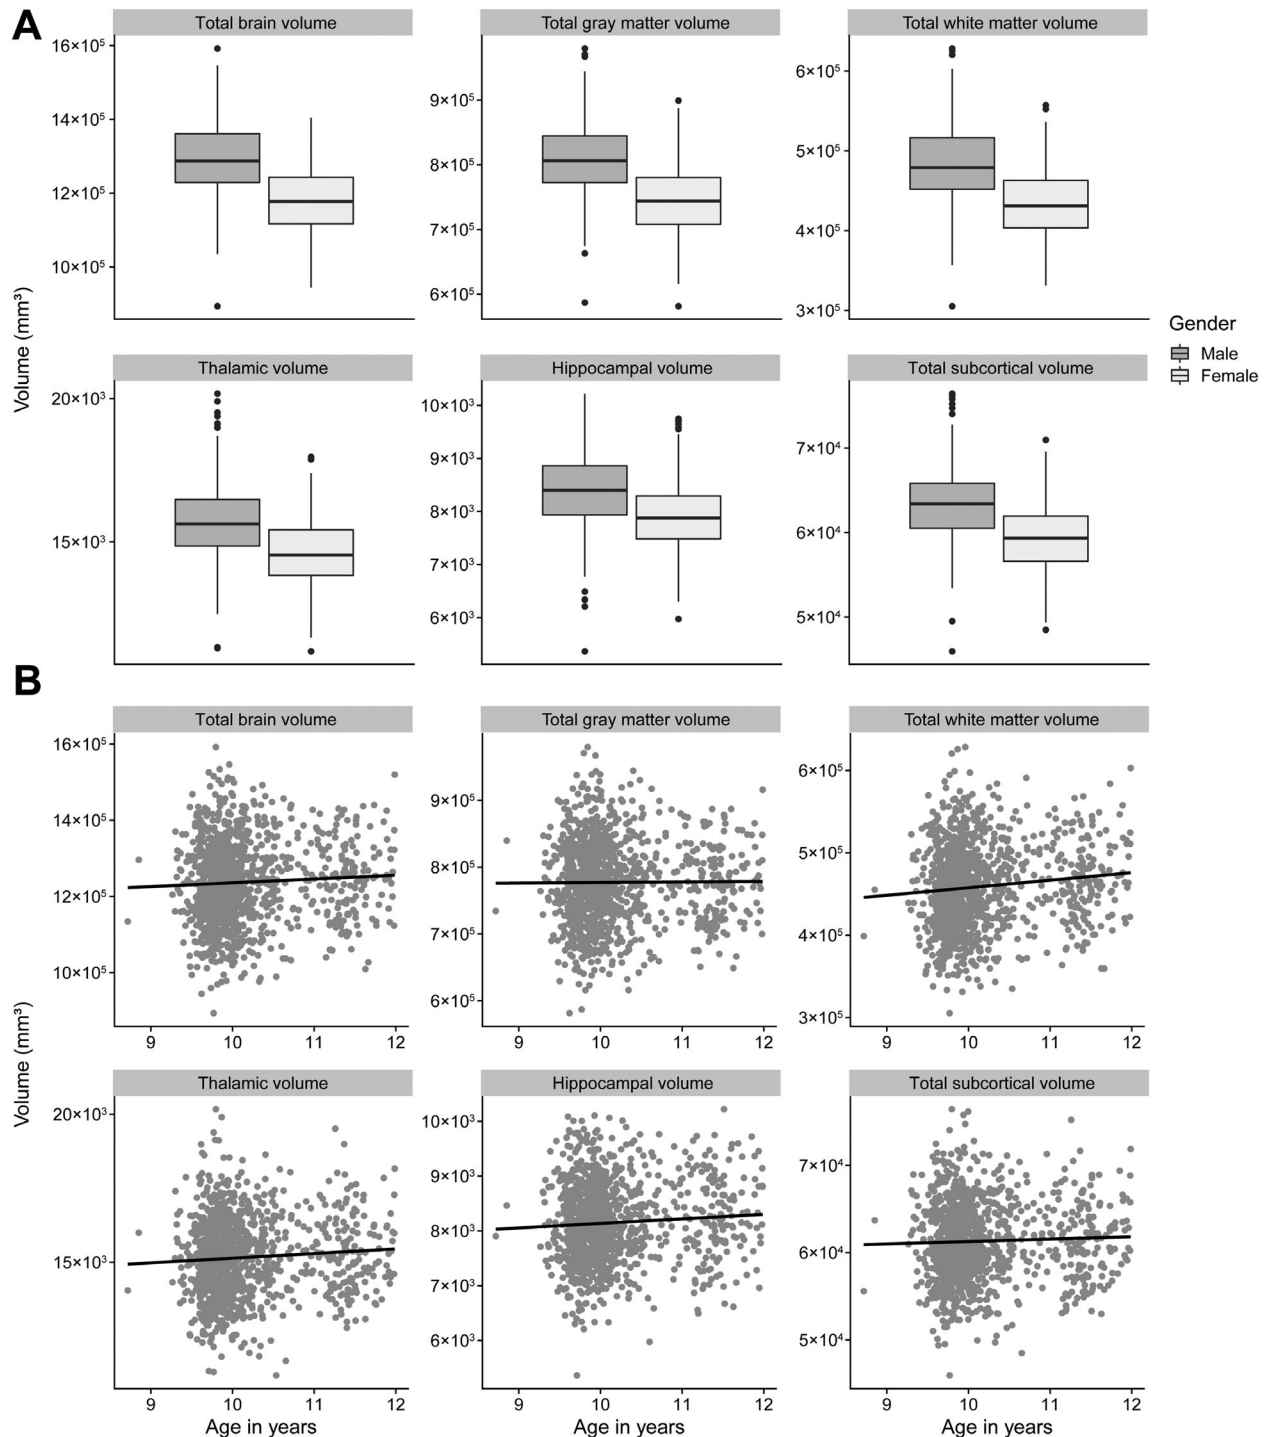 A
Total brain volume
Total gray matter volume
Total white matter volume
16×10⁵
14×10⁵
12×10⁵
10×10⁵
9×10⁵
8×10⁵
7×10⁵
6×10⁵
6×10⁵
5×10⁵
4×10⁵
3×10⁵
Volume (mm³)
Thalamic volume
Hippocampal volume
Total subcortical volume
20×10³
15×10³
10×10³
9×10³
8×10³
7×10³
6×10³
7×10⁴
6×10⁴
5×10⁴
Gender
Male
Female
B
Total brain volume
Total gray matter volume
Total white matter volume
16×10⁵
14×10⁵
12×10⁵
10×10⁵
9×10⁵
8×10⁵
7×10⁵
6×10⁵
6×10⁵
5×10⁵
4×10⁵
3×10⁵
9 10 11 12
9 10 11 12
9 10 11 12
Volume (mm³)
Thalamic volume
Hippocampal volume
Total subcortical volume
20×10³
15×10³
10×10³
9×10³
8×10³
7×10³
6×10³
7×10⁴
6×10⁴
5×10⁴
9 10 11 12
9 10 11 12
9 10 11 12
Age in years
Age in years
Age in years